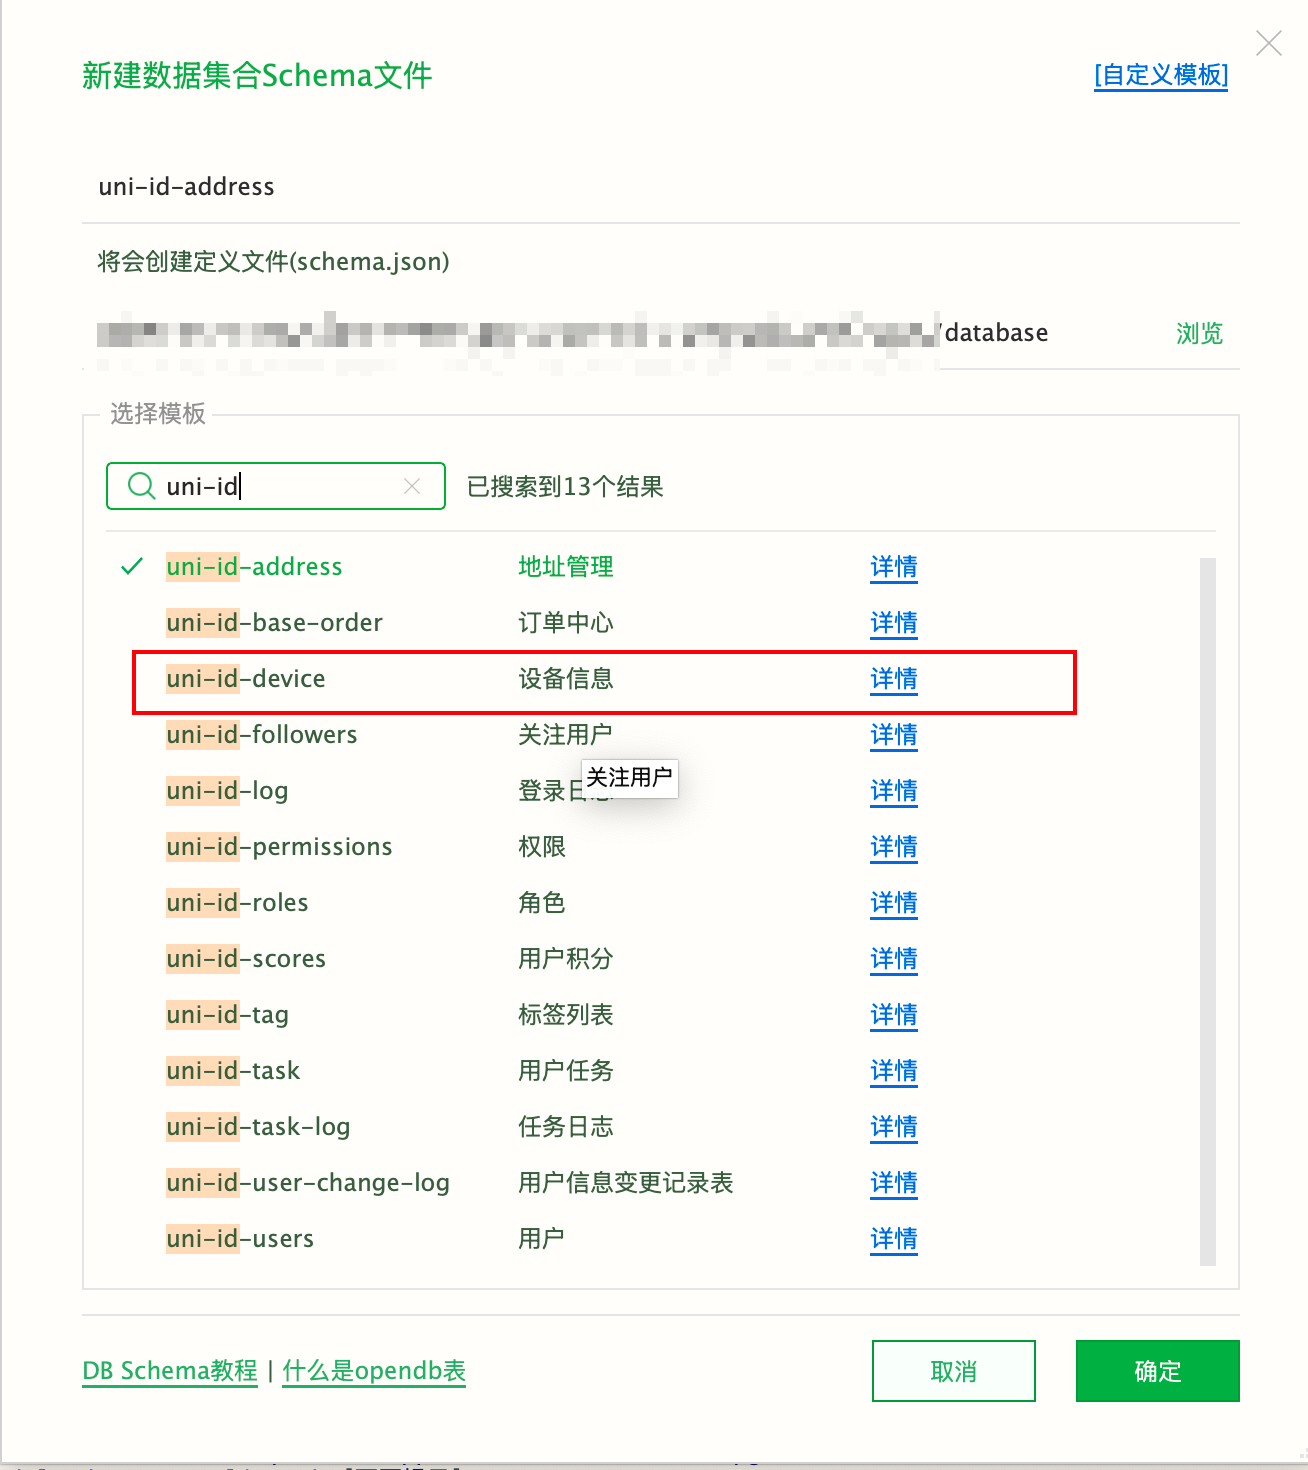 新建数据集合Schema文件
[自定义模板]
uni-id-address
将会创建定义文件(schema.json)
/database
浏览
选择模板
uni-id
已搜索到13个结果
uni-id-address 地址管理 详情
uni-id-base-order 订单中心 详情
uni-id-device 设备信息 详情
uni-id-followers 关注用户 详情
关注用户
uni-id-log 登录日志 详情
uni-id-permissions 权限 详情
uni-id-roles 角色 详情
uni-id-scores 用户积分 详情
uni-id-tag 标签列表 详情
uni-id-task 用户任务 详情
uni-id-task-log 任务日志 详情
uni-id-user-change-log 用户信息变更记录表 详情
uni-id-users 用户 详情
DB Schema教程 | 什么是opendb表
取消
确定